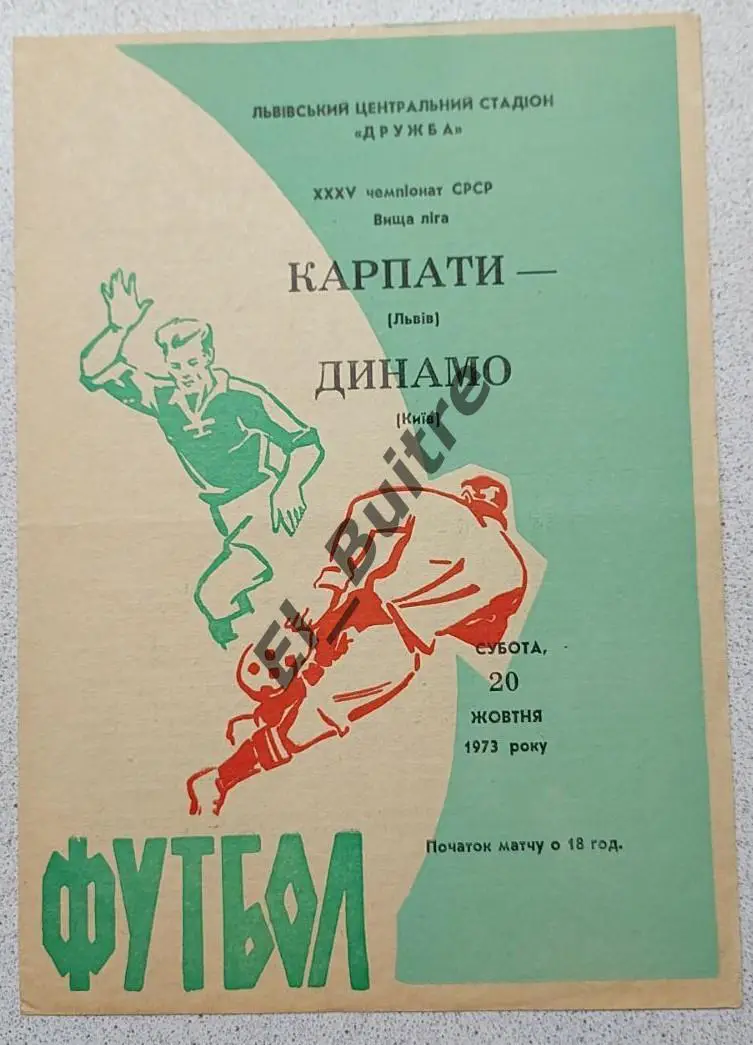 ЛЬВІВСЬКИЙ ЦЕНТРАЛЬНИЙ СТАДІОН
«ДРУЖБА»
XXXV чемпіонат СРСР
Вища ліга
КАРПАТИ —
(Львів)
ДИНАМО
(Київ)
El_Buitre
СУБОТА,
20
ЖОВТНЯ
1973 року
Початок матчу о 18 год.
ФУТБОЛ